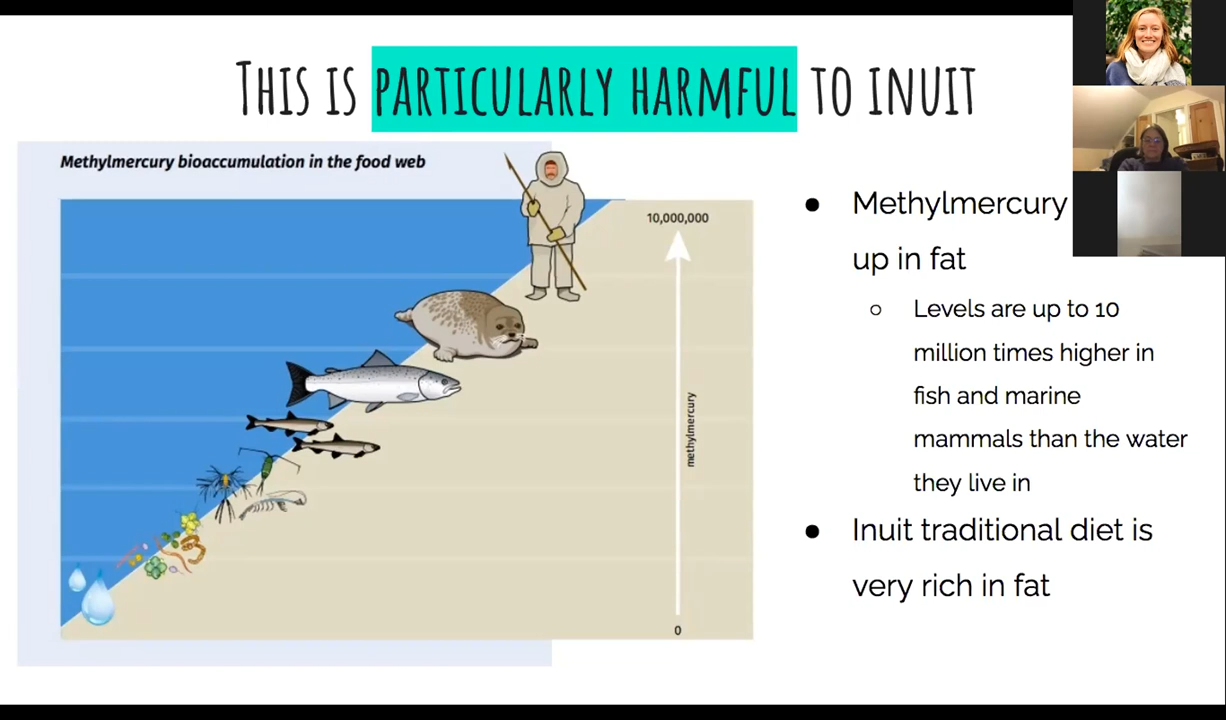 THIS IS PARTICULARLY HARMFUL TO INUIT
Methylmercury bioaccumulation in the food web
10,000,000
methylmercury
0
● Methylmercury
up in fat
○ Levels are up to 10
million times higher in
fish and marine
mammals than the water
they live in
● Inuit traditional diet is
very rich in fat